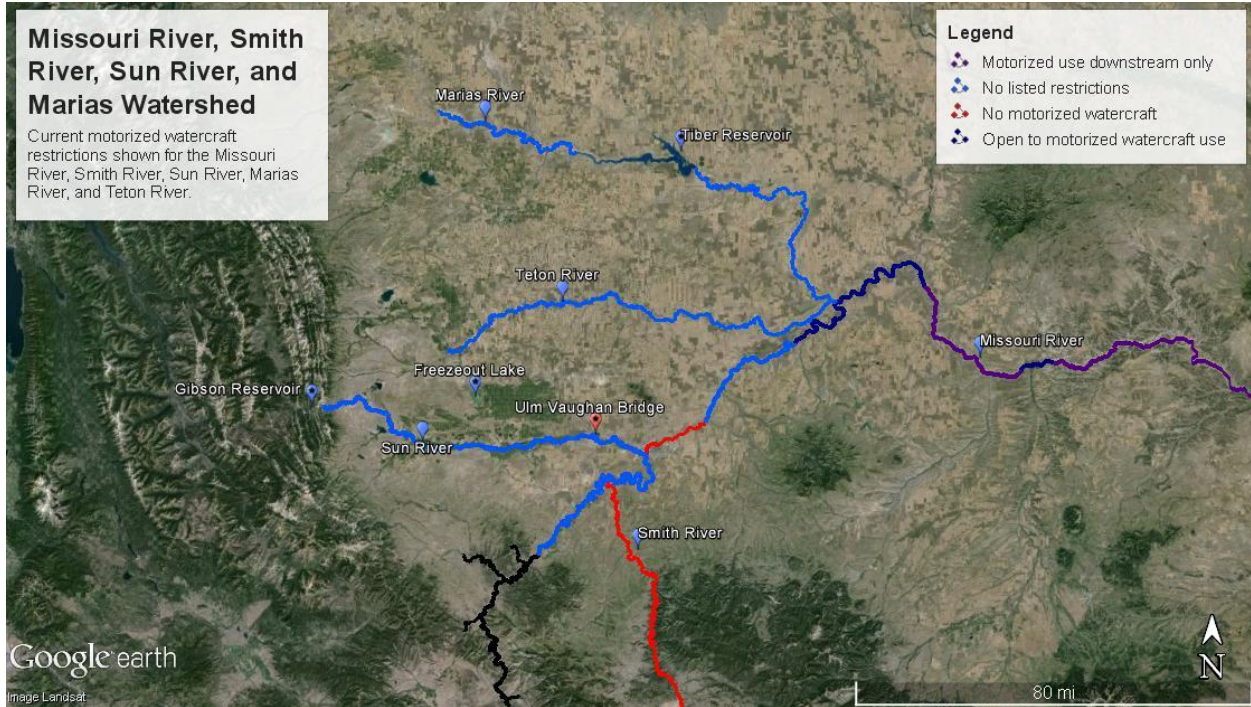 Missouri River, Smith
River, Sun River, and
Marias Watershed
Current motorized watercraft
restrictions shown for the Missouri
River, Smith River, Sun River, Marias
River, and Teton River.
Legend
Motorized use downstream only
No listed restrictions
No motorized watercraft
Open to motorized watercraft use
Marias River
Tiber Reservoir
Teton River
Missouri River
Freezeout Lake
Gibson Reservoir
Ulm Vaughan Bridge
Sun River
Smith River
Google earth
Image Landsat
N
80 mi